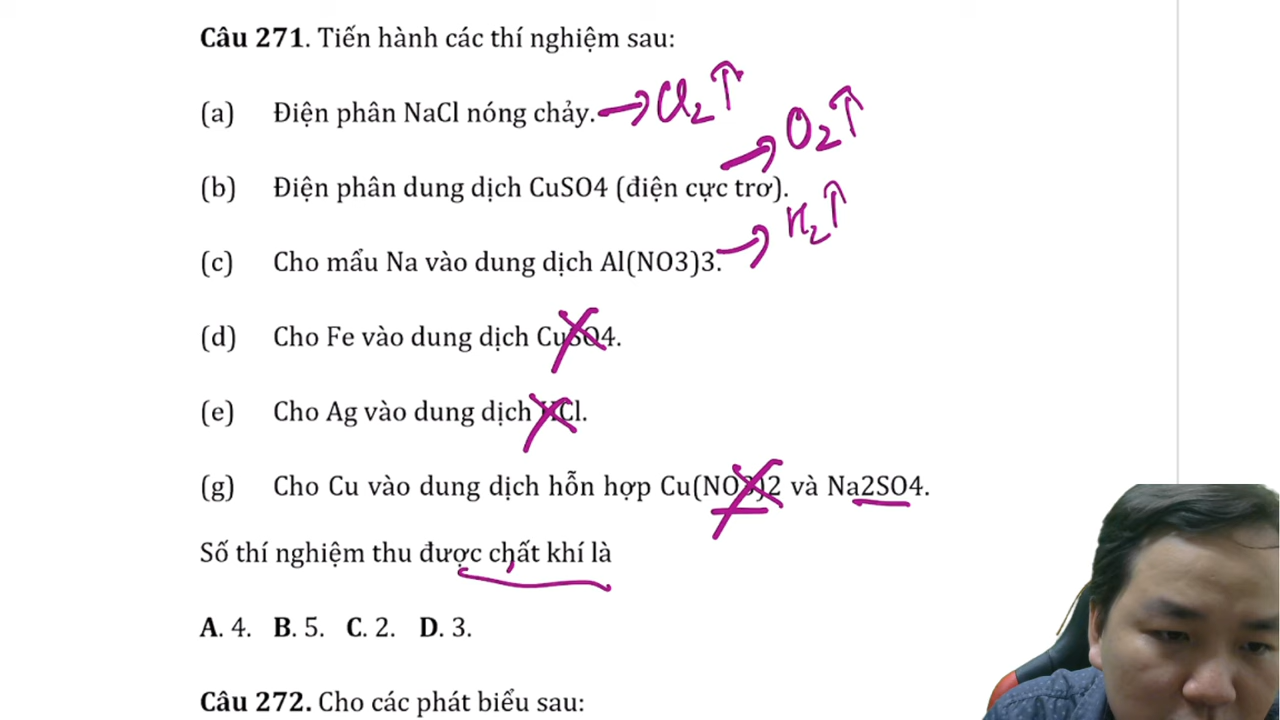 Câu 271. Tiến hành các thí nghiệm sau:
(a) Điện phân NaCl nóng chảy. → Cl2↑
(b) Điện phân dung dịch CuSO4 (điện cực trơ). → O2↑
(c) Cho mẩu Na vào dung dịch Al(NO3)3. → H2↑
(d) Cho Fe vào dung dịch CuSO4.
(e) Cho Ag vào dung dịch HCl.
(g) Cho Cu vào dung dịch hỗn hợp Cu(NO3)2 và Na2SO4.
Số thí nghiệm thu được chất khí là
A. 4. B. 5. C. 2. D. 3.
Câu 272. Cho các phát biểu sau: